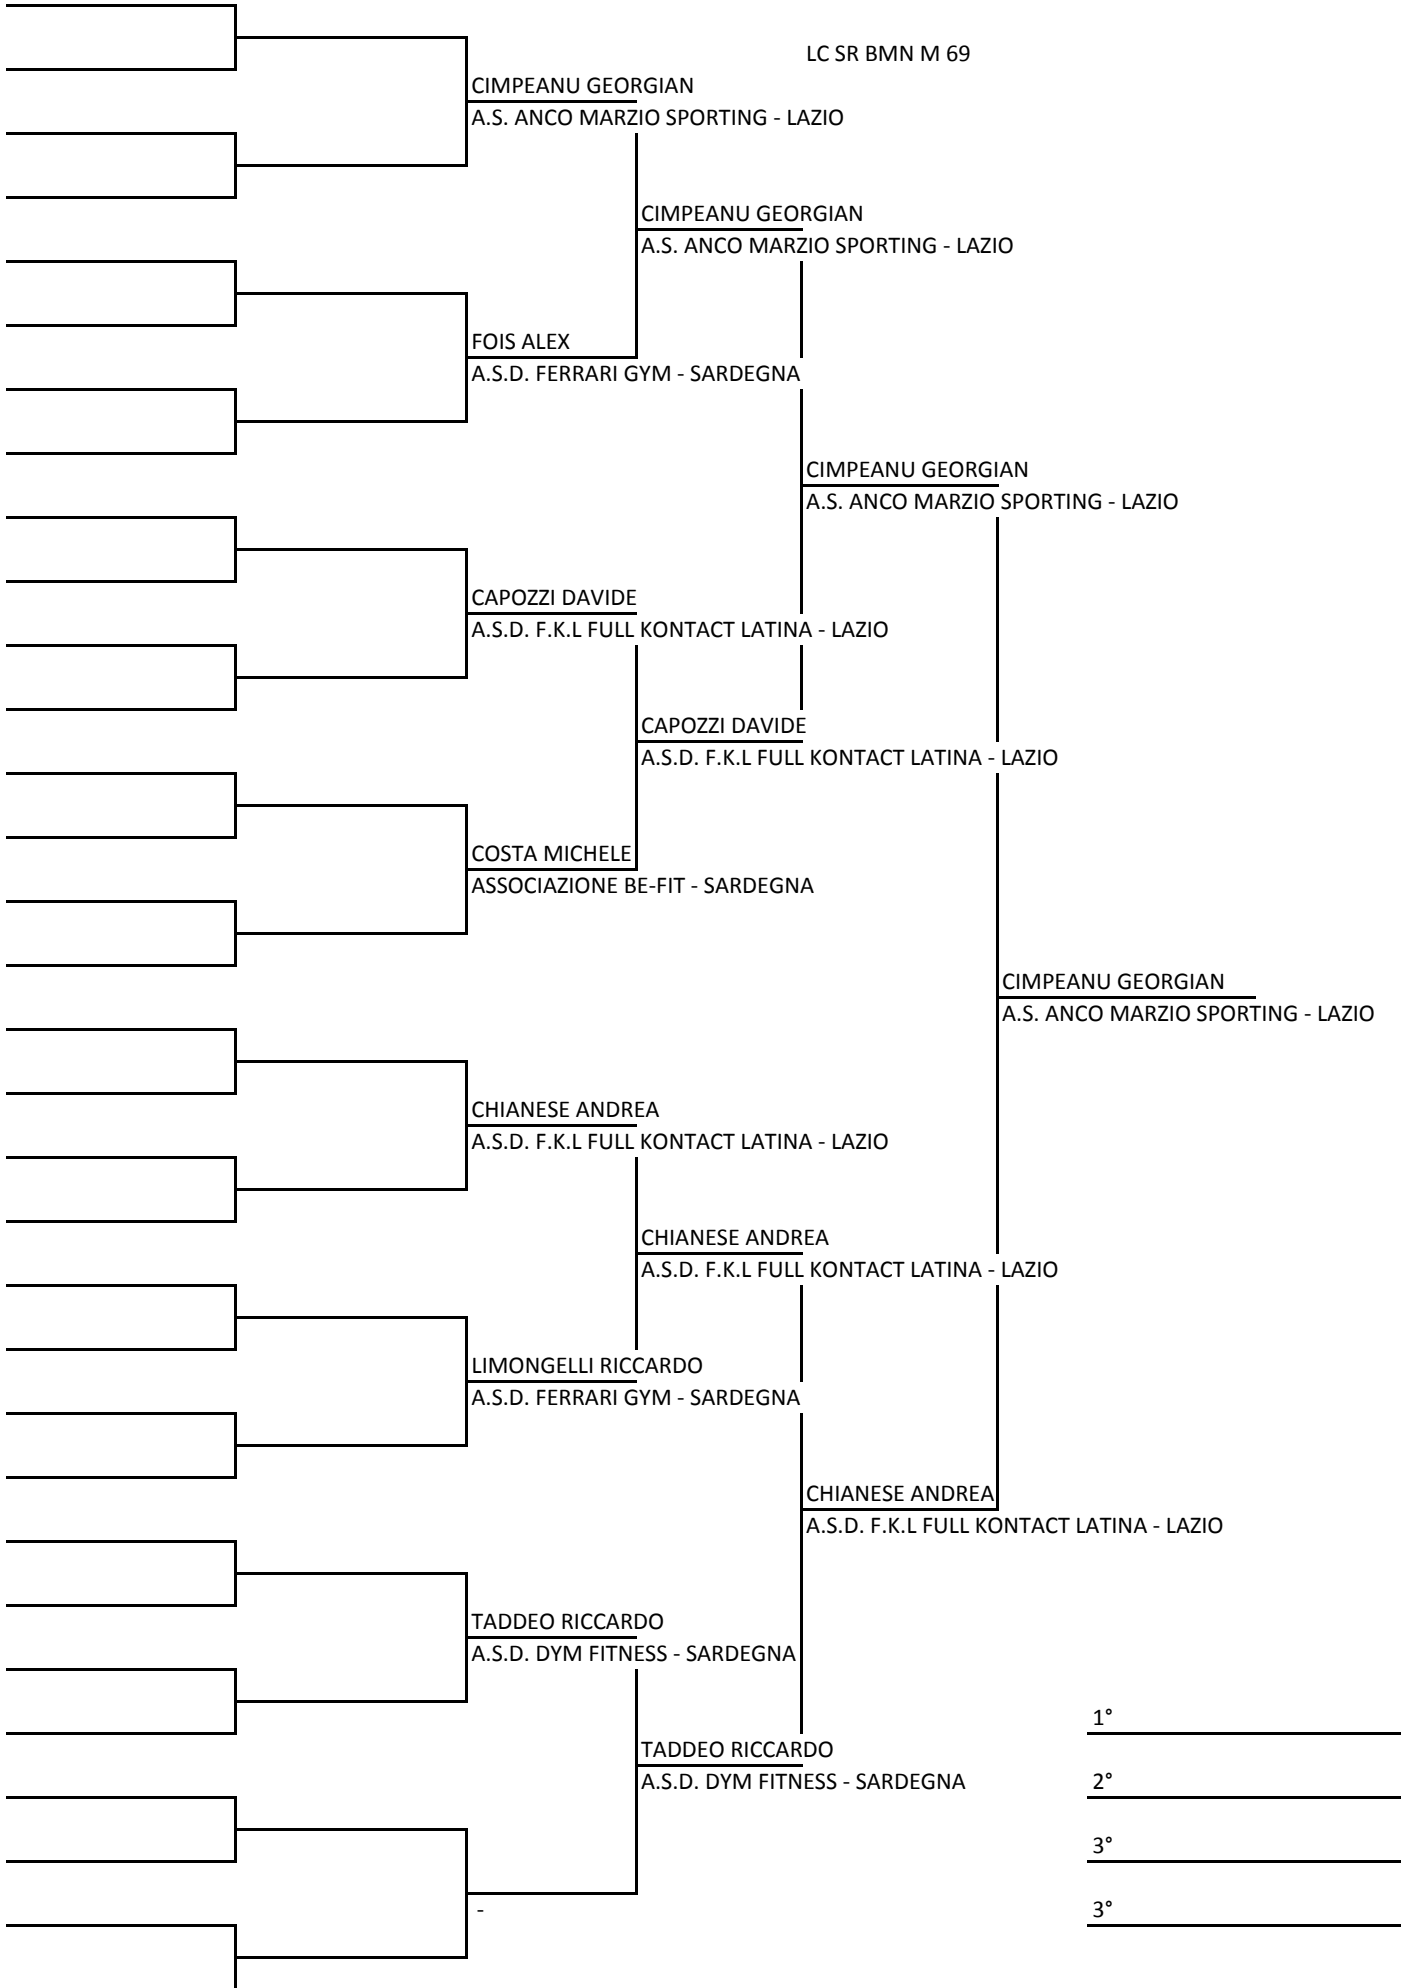 LC SR BMN M 69
CIMPEANU GEORGIAN
A.S. ANCO MARZIO SPORTING - LAZIO
CIMPEANU GEORGIAN
A.S. ANCO MARZIO SPORTING - LAZIO
FOIS ALEX
A.S.D. FERRARI GYM - SARDEGNA
CIMPEANU GEORGIAN
A.S. ANCO MARZIO SPORTING - LAZIO
CAPOZZI DAVIDE
A.S.D. F.K.L FULL KONTACT LATINA - LAZIO
CAPOZZI DAVIDE
A.S.D. F.K.L FULL KONTACT LATINA - LAZIO
COSTA MICHELE
ASSOCIAZIONE BE-FIT - SARDEGNA
CIMPEANU GEORGIAN
A.S. ANCO MARZIO SPORTING - LAZIO
CHIANESE ANDREA
A.S.D. F.K.L FULL KONTACT LATINA - LAZIO
CHIANESE ANDREA
A.S.D. F.K.L FULL KONTACT LATINA - LAZIO
LIMONGELLI RICCARDO
A.S.D. FERRARI GYM - SARDEGNA
CHIANESE ANDREA
A.S.D. F.K.L FULL KONTACT LATINA - LAZIO
TADDEO RICCARDO
A.S.D. DYM FITNESS - SARDEGNA
1°
TADDEO RICCARDO
A.S.D. DYM FITNESS - SARDEGNA
2°
3°
-
3°